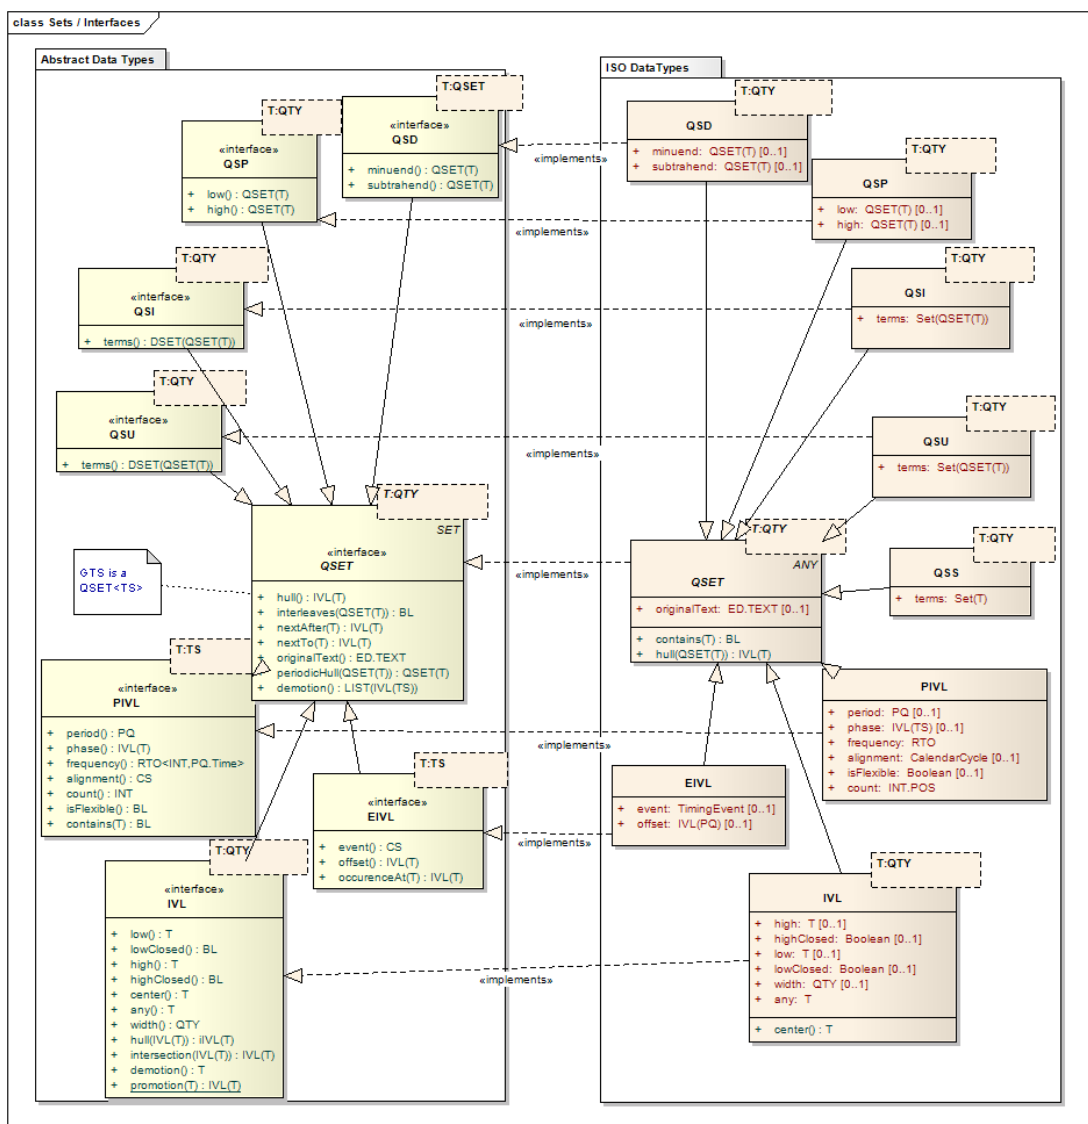 class Sets / Interfaces
Abstract Data Types
T:QSET
«interface»
QSD
+ minuend() : QSET(T)
+ subtrahend() : QSET(T)
T:QTY
«interface»
QSP
+ low() : QSET(T)
+ high() : QSET(T)
T:QTY
«interface»
QSI
+ terms() : DSET(QSET(T))
T:QTY
«interface»
QSU
+ terms() : DSET(QSET(T))
T:QTY
SET
«interface»
QSET
+ hull() : IVL(T)
+ interleaves(QSET(T)) : BL
+ nextAfter(T) : IVL(T)
+ nextTo(T) : IVL(T)
+ originalText() : ED.TEXT
+ periodicHull(QSET(T)) : QSET(T)
+ demotion() : LIST(IVL(TS))
GTS is a
QSET<TS>
T:TS
«interface»
PIVL
+ period() : PQ
+ phase() : IVL(T)
+ frequency() : RTO<INT,PQ.Time>
+ alignment() : CS
+ count() : INT
+ isFlexible() : BL
+ contains(T) : BL
T:TS
«interface»
EIVL
+ event() : CS
+ offset() : IVL(T)
+ occurenceAt(T) : IVL(T)
T:QTY
«interface»
IVL
+ low() : T
+ lowClosed() : BL
+ high() : T
+ highClosed() : BL
+ center() : T
+ any() : T
+ width() : QTY
+ hull(IVL(T)) : iIVL(T)
+ intersection(IVL(T)) : IVL(T)
+ demotion() : T
+ promotion(T) : IVL(T)
«implements»
«implements»
«implements»
«implements»
«implements»
«implements»
«implements»
«implements»
ISO DataTypes
T:QTY
QSD
+ minuend: QSET(T) [0..1]
+ subtrahend: QSET(T) [0..1]
T:QTY
QSP
+ low: QSET(T) [0..1]
+ high: QSET(T) [0..1]
T:QTY
QSI
+ terms: Set(QSET(T))
T:QTY
QSU
+ terms: Set(QSET(T))
T:QTY
ANY
QSET
+ originalText: ED.TEXT [0..1]
+ contains(T) : BL
+ hull(QSET(T)) : IVL(T)
T:QTY
QSS
+ terms: Set(T)
PIVL
+ period: PQ [0..1]
+ phase: IVL(TS) [0..1]
+ frequency: RTO
+ alignment: CalendarCycle [0..1]
+ isFlexible: Boolean [0..1]
+ count: INT.POS
EIVL
+ event: TimingEvent [0..1]
+ offset: IVL(PQ) [0..1]
T:QTY
IVL
+ high: T [0..1]
+ highClosed: Boolean [0..1]
+ low: T [0..1]
+ lowClosed: Boolean [0..1]
+ width: QTY [0..1]
+ any: T
+ center() : T